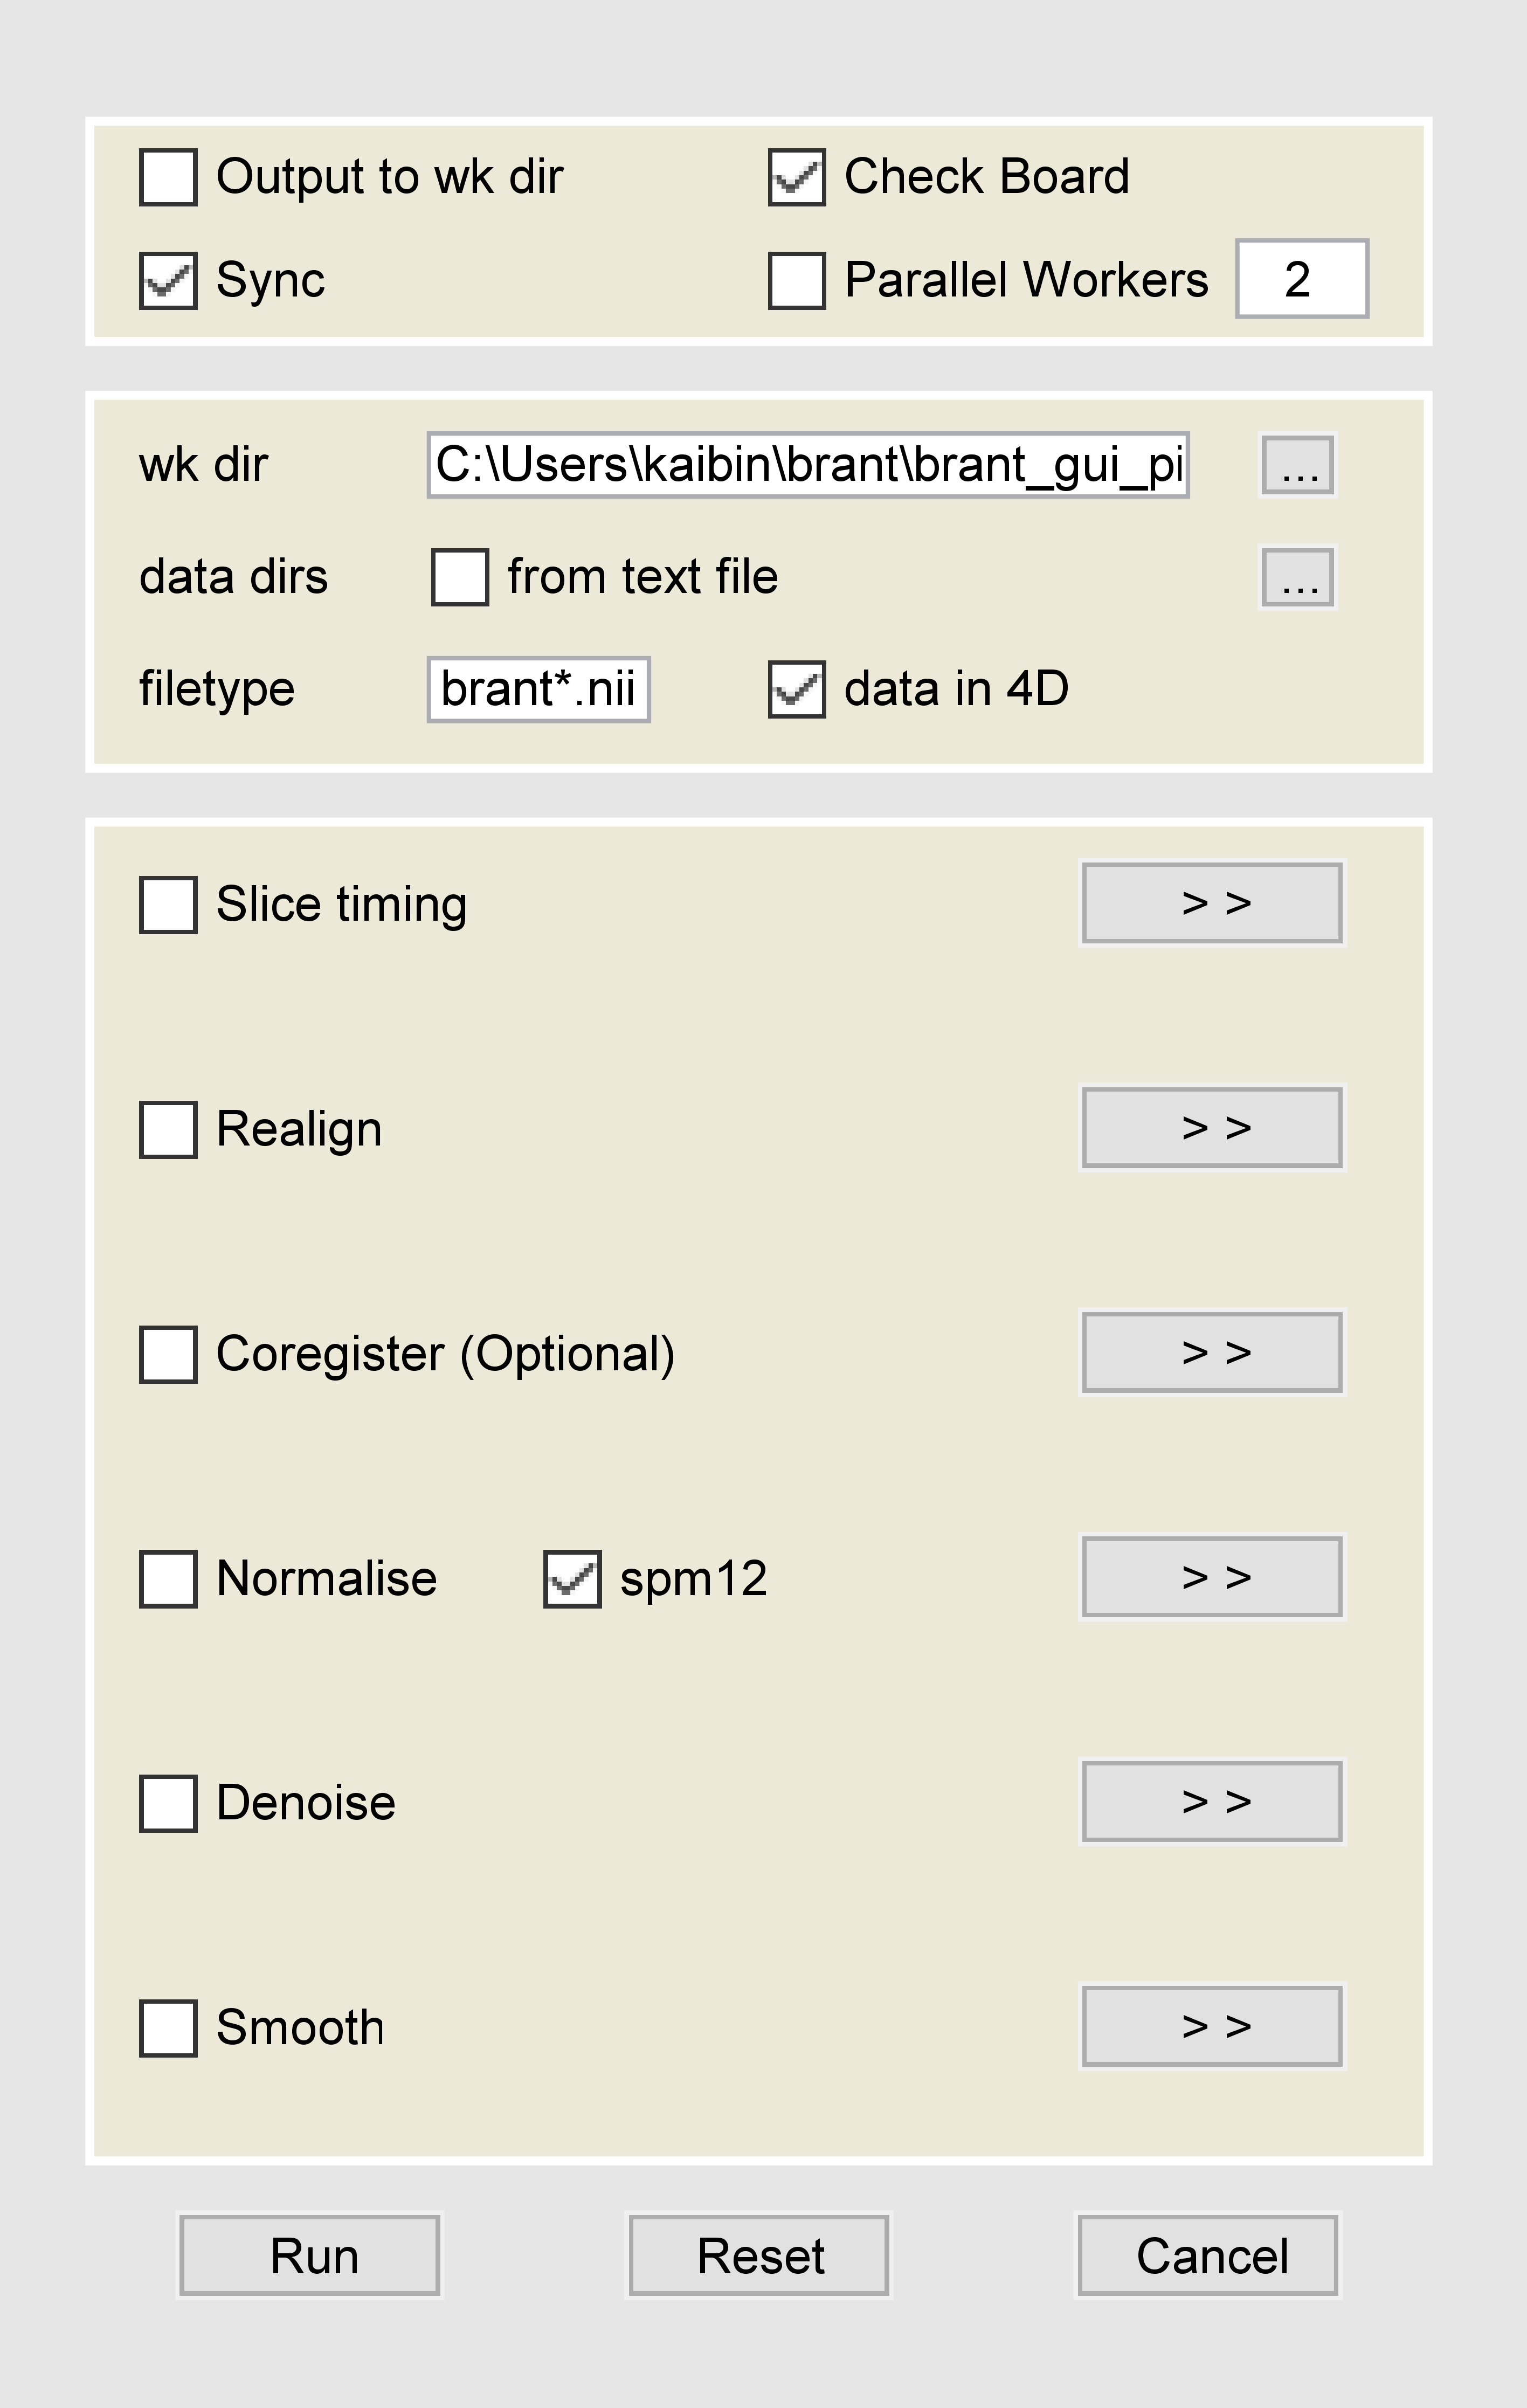 Output to wk dir Check Board
Sync Parallel Workers 2
wk dir C:\Users\kaibin\brant\brant_gui_pi ...
data dirs from text file ...
filetype brant*.nii data in 4D
Slice timing > >
Realign > >
Coregister (Optional) > >
Normalise spm12 > >
Denoise > >
Smooth > >
Run Reset Cancel